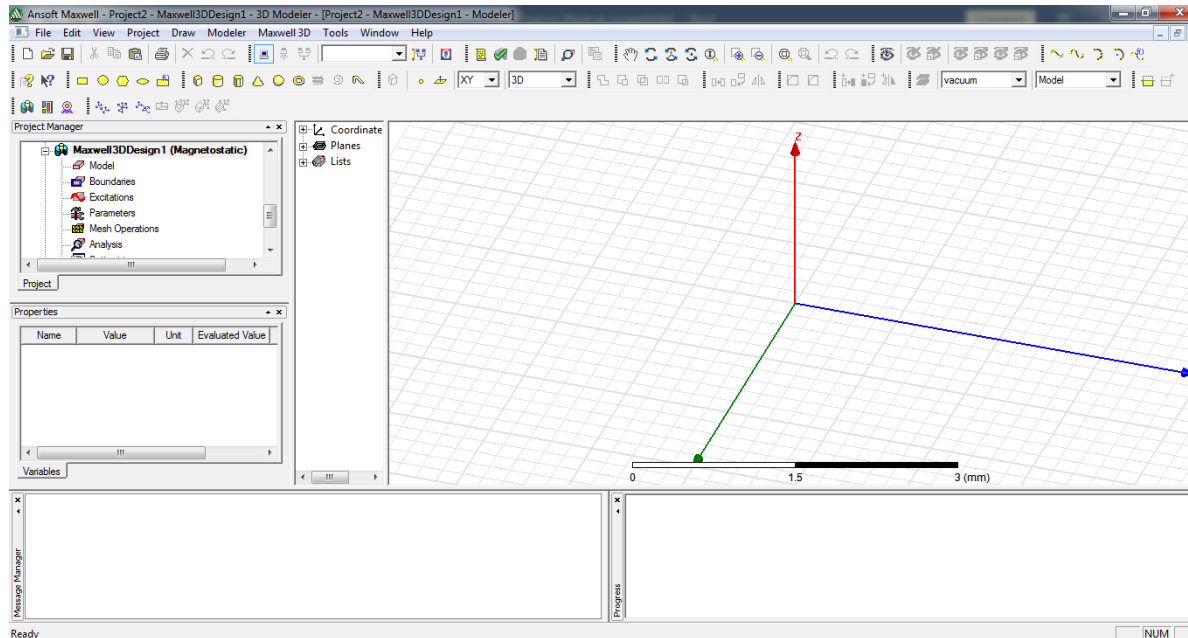 Ansoft Maxwell - Project2 - Maxwell3DDesign1 - 3D Modeler - [Project2 - Maxwell3DDesign1 - Modeler]
File Edit View Project Draw Modeler Maxwell 3D Tools Window Help
XY 3D vacuum Model
Project Manager
Maxwell3DDesign1 (Magnetostatic)
Model
Boundaries
Excitations
Parameters
Mesh Operations
Analysis
Project
Properties
Name Value Unit Evaluated Value
Variables
Coordinate
Planes
Lists
Z
0 1.5 3 (mm)
Message Manager
Progress
Ready
NUM